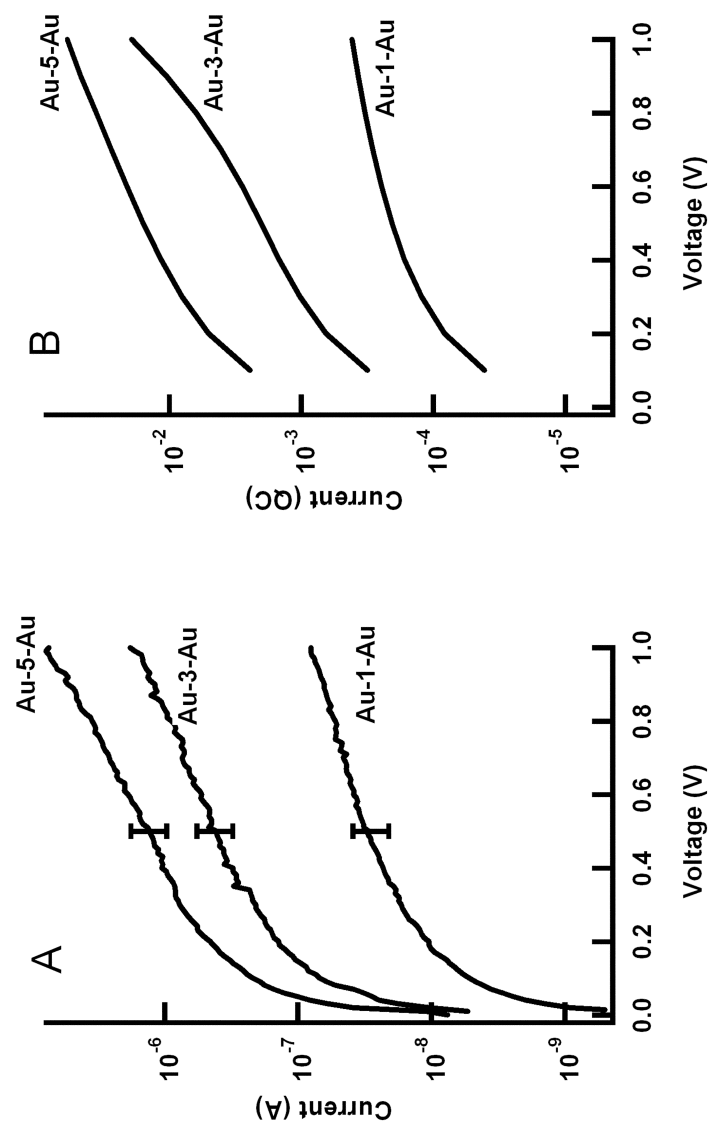 A
Au-5-Au
Au-3-Au
Au-1-Au
10-6
10-7
10-8
10-9
Current (A)
0.0 0.2 0.4 0.6 0.8 1.0
Voltage (V)
B
Au-5-Au
Au-3-Au
Au-1-Au
10-2
10-3
10-4
10-5
Current (QC)
0.0 0.2 0.4 0.6 0.8 1.0
Voltage (V)